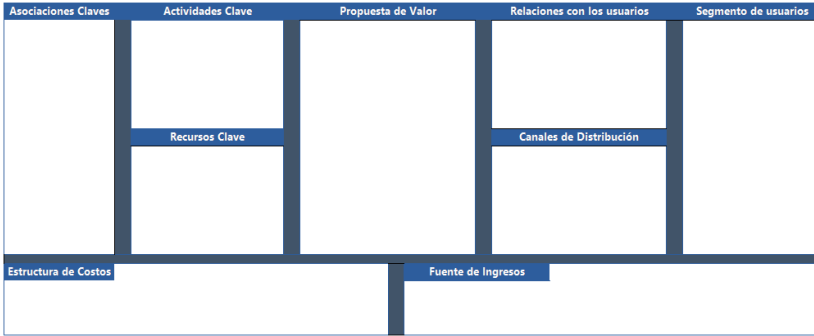 Asociaciones Claves
Actividades Clave
Propuesta de Valor
Relaciones con los usuarios
Segmento de usuarios
Recursos Clave
Canales de Distribución
Estructura de Costos
Fuente de Ingresos